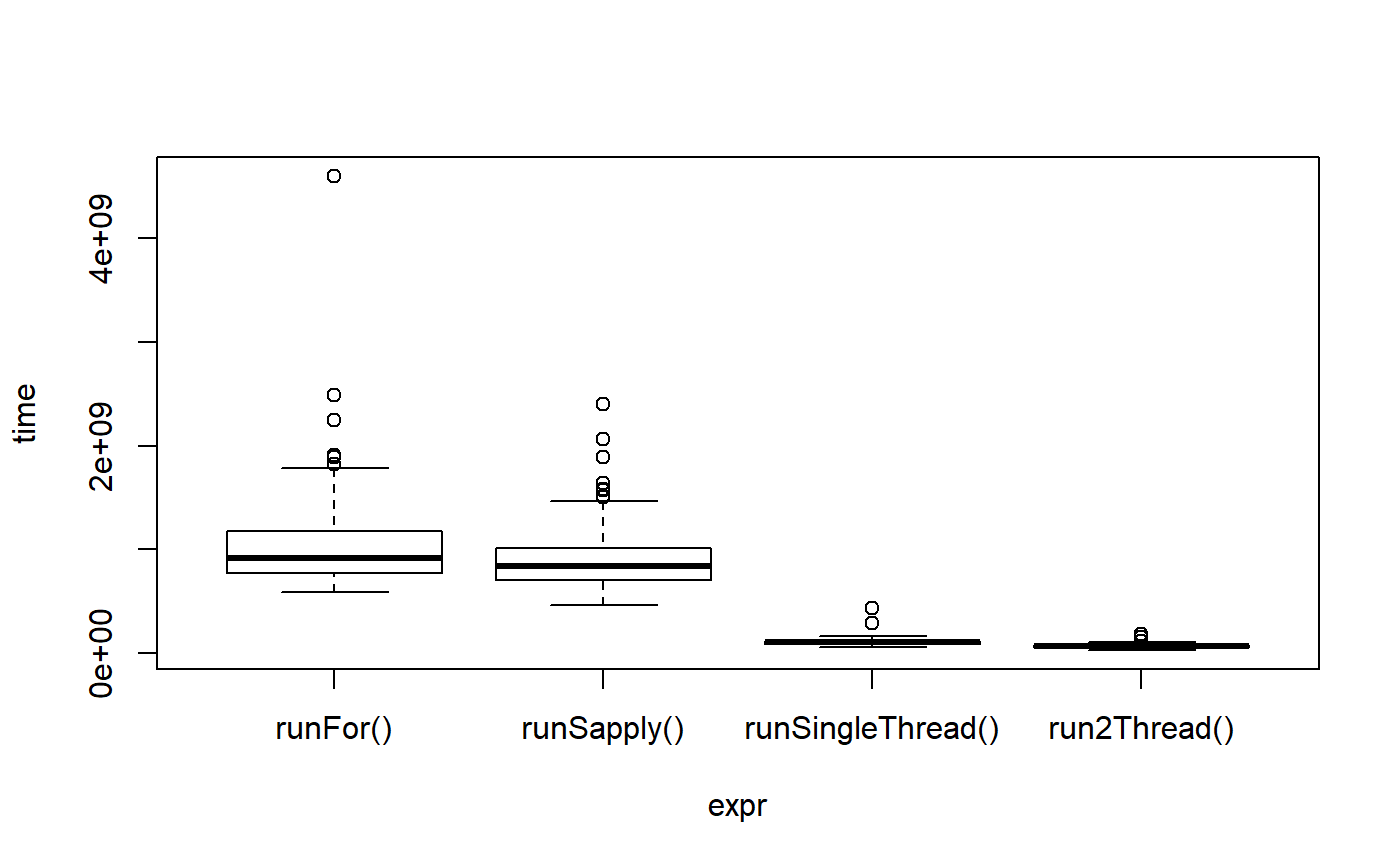 4e+09
2e+09
0e+00
time
runFor()
runSapply()
runSingleThread()
run2Thread()
expr